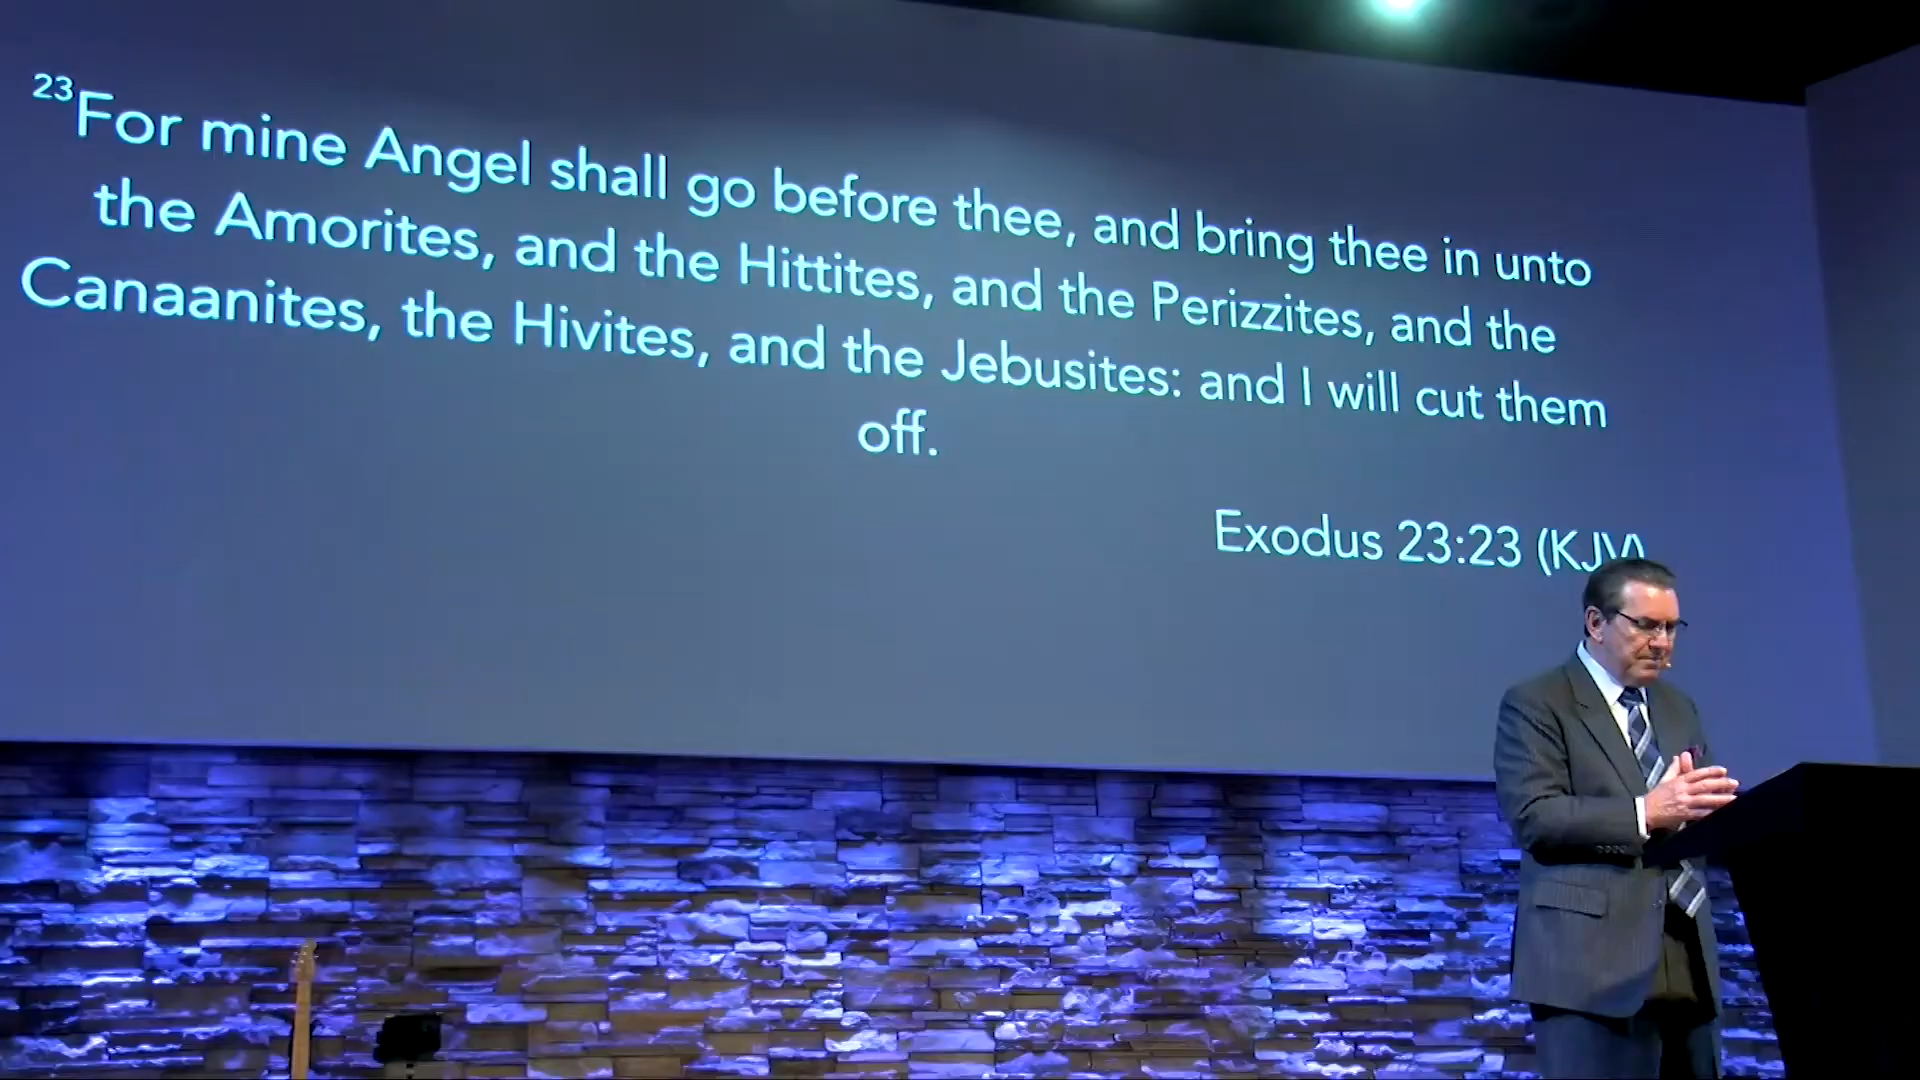 23For mine Angel shall go before thee, and bring thee in unto
the Amorites, and the Hittites, and the Perizzites, and the
Canaanites, the Hivites, and the Jebusites: and I will cut them
off.
Exodus 23:23 (KJV)